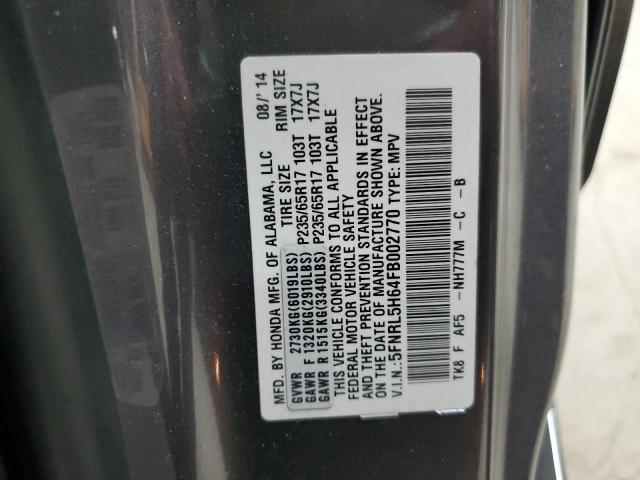 MFD. BY HONDA MFG. OF ALABAMA, LLC 08/'14
TIRE SIZE RIM SIZE
GVWR 2730KG(6019LBS)
GAWR F 1320KG(2910LBS) P235/65R17 103T 17X7J
GAWR R 1515KG(3340LBS) P235/65R17 103T 17X7J
THIS VEHICLE CONFORMS TO ALL APPLICABLE
FEDERAL MOTOR VEHICLE SAFETY
AND THEFT PREVENTION STANDARDS IN EFFECT
ON THE DATE OF MANUFACTURE SHOWN ABOVE.
V.I.N.:5FNRL5H64FB002770 TYPE: MPV
TK8 F AF5 - NH777M - C - B